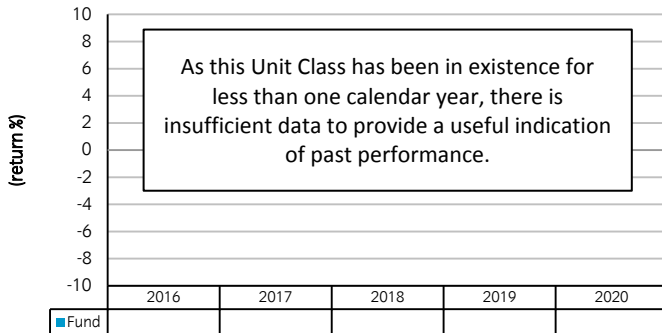 10
8
6
4
2
0
-2
-4
-6
-8
-10
(return %)
As this Unit Class has been in existence for
less than one calendar year, there is
insufficient data to provide a useful indication
of past performance.
2016 2017 2018 2019 2020
Fund